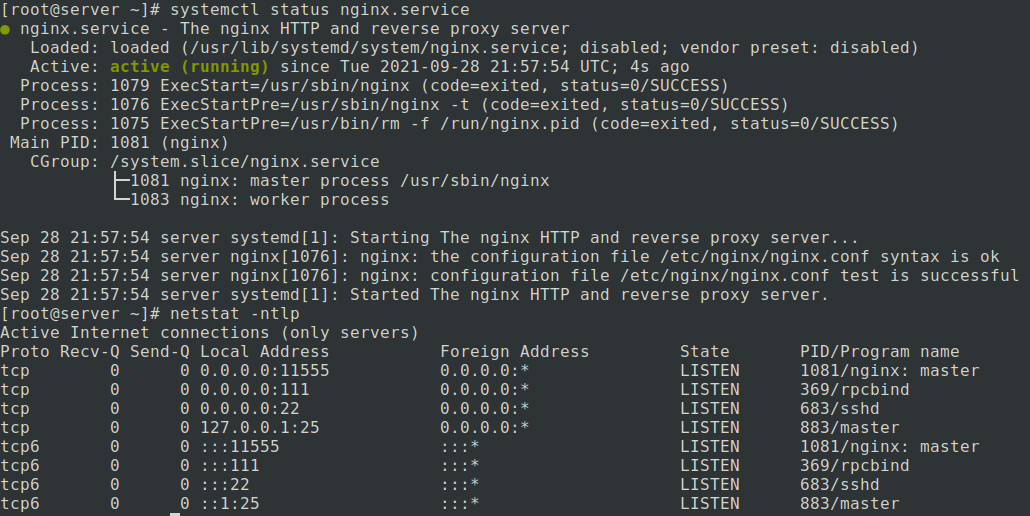 [root@server ~]# systemctl status nginx.service
● nginx.service - The nginx HTTP and reverse proxy server
   Loaded: loaded (/usr/lib/systemd/system/nginx.service; disabled; vendor preset: disabled)
   Active: active (running) since Tue 2021-09-28 21:57:54 UTC; 4s ago
  Process: 1079 ExecStart=/usr/sbin/nginx (code=exited, status=0/SUCCESS)
  Process: 1076 ExecStartPre=/usr/sbin/nginx -t (code=exited, status=0/SUCCESS)
  Process: 1075 ExecStartPre=/usr/bin/rm -f /run/nginx.pid (code=exited, status=0/SUCCESS)
 Main PID: 1081 (nginx)
   CGroup: /system.slice/nginx.service
           ├─1081 nginx: master process /usr/sbin/nginx
           └─1083 nginx: worker process

Sep 28 21:57:54 server systemd[1]: Starting The nginx HTTP and reverse proxy server...
Sep 28 21:57:54 server nginx[1076]: nginx: the configuration file /etc/nginx/nginx.conf syntax is ok
Sep 28 21:57:54 server nginx[1076]: nginx: configuration file /etc/nginx/nginx.conf test is successful
Sep 28 21:57:54 server systemd[1]: Started The nginx HTTP and reverse proxy server.
[root@server ~]# netstat -ntlp
Active Internet connections (only servers)
Proto Recv-Q Send-Q Local Address           Foreign Address         State       PID/Program name
tcp        0      0 0.0.0.0:11555           0.0.0.0:*               LISTEN      1081/nginx: master
tcp        0      0 0.0.0.0:111             0.0.0.0:*               LISTEN      369/rpcbind
tcp        0      0 0.0.0.0:22              0.0.0.0:*               LISTEN      683/sshd
tcp        0      0 127.0.0.1:25            0.0.0.0:*               LISTEN      883/master
tcp6       0      0 :::11555                :::*                    LISTEN      1081/nginx: master
tcp6       0      0 :::111                  :::*                    LISTEN      369/rpcbind
tcp6       0      0 :::22                   :::*                    LISTEN      683/sshd
tcp6       0      0 ::1:25                  :::*                    LISTEN      883/master